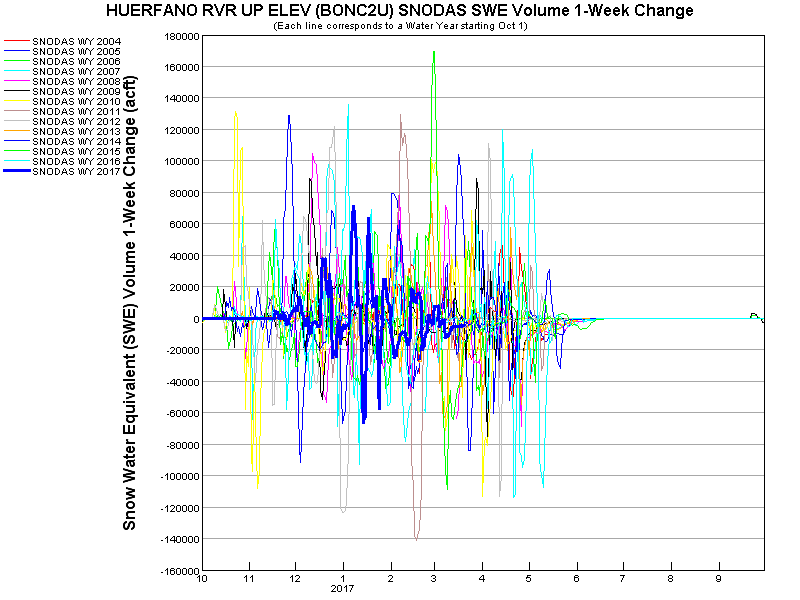 HUERFANO RVR UP ELEV (BONC2U) SNODAS SWE Volume 1-Week Change
(Each line corresponds to a Water Year starting Oct 1)
SNODAS WY 2004
SNODAS WY 2005
SNODAS WY 2006
SNODAS WY 2007
SNODAS WY 2008
SNODAS WY 2009
SNODAS WY 2010
SNODAS WY 2011
SNODAS WY 2012
SNODAS WY 2013
SNODAS WY 2014
SNODAS WY 2015
SNODAS WY 2016
SNODAS WY 2017
Snow Water Equivalent (SWE) Volume 1-Week Change (acft)
180000
160000
140000
120000
100000
80000
60000
40000
20000
0
-20000
-40000
-60000
-80000
-100000
-120000
-140000
-160000
10 11 12 1 2 3 4 5 6 7 8 9
2017